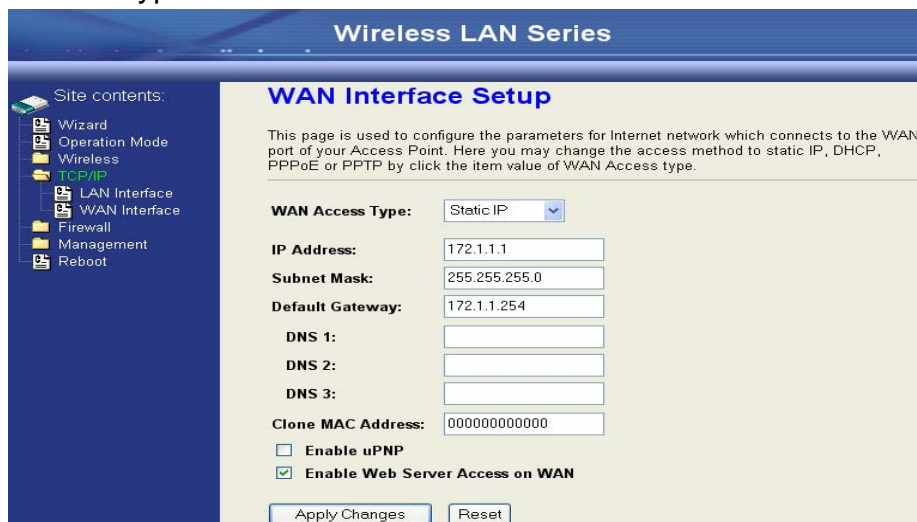 Wireless LAN Series
Site contents:
Wizard
Operation Mode
Wireless
TCP/IP
LAN Interface
WAN Interface
Firewall
Management
Reboot
WAN Interface Setup
This page is used to configure the parameters for Internet network which connects to the WAN
port of your Access Point. Here you may change the access method to static IP, DHCP,
PPPoE or PPTP by click the item value of WAN Access type.
WAN Access Type: Static IP
IP Address: 172.1.1.1
Subnet Mask: 255.255.255.0
Default Gateway: 172.1.1.254
DNS 1:
DNS 2:
DNS 3:
Clone MAC Address: 000000000000
Enable uPNP
Enable Web Server Access on WAN
Apply Changes Reset